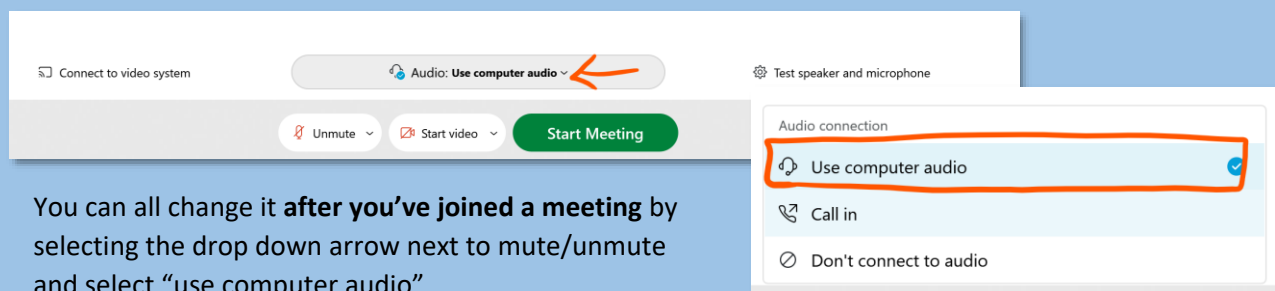 Connect to video system
Audio: Use computer audio
Test speaker and microphone
Unmute
Start video
Start Meeting
Audio connection
Use computer audio
Call in
Don't connect to audio
You can all change it after you've joined a meeting by
selecting the drop down arrow next to mute/unmute
and select "use computer audio"